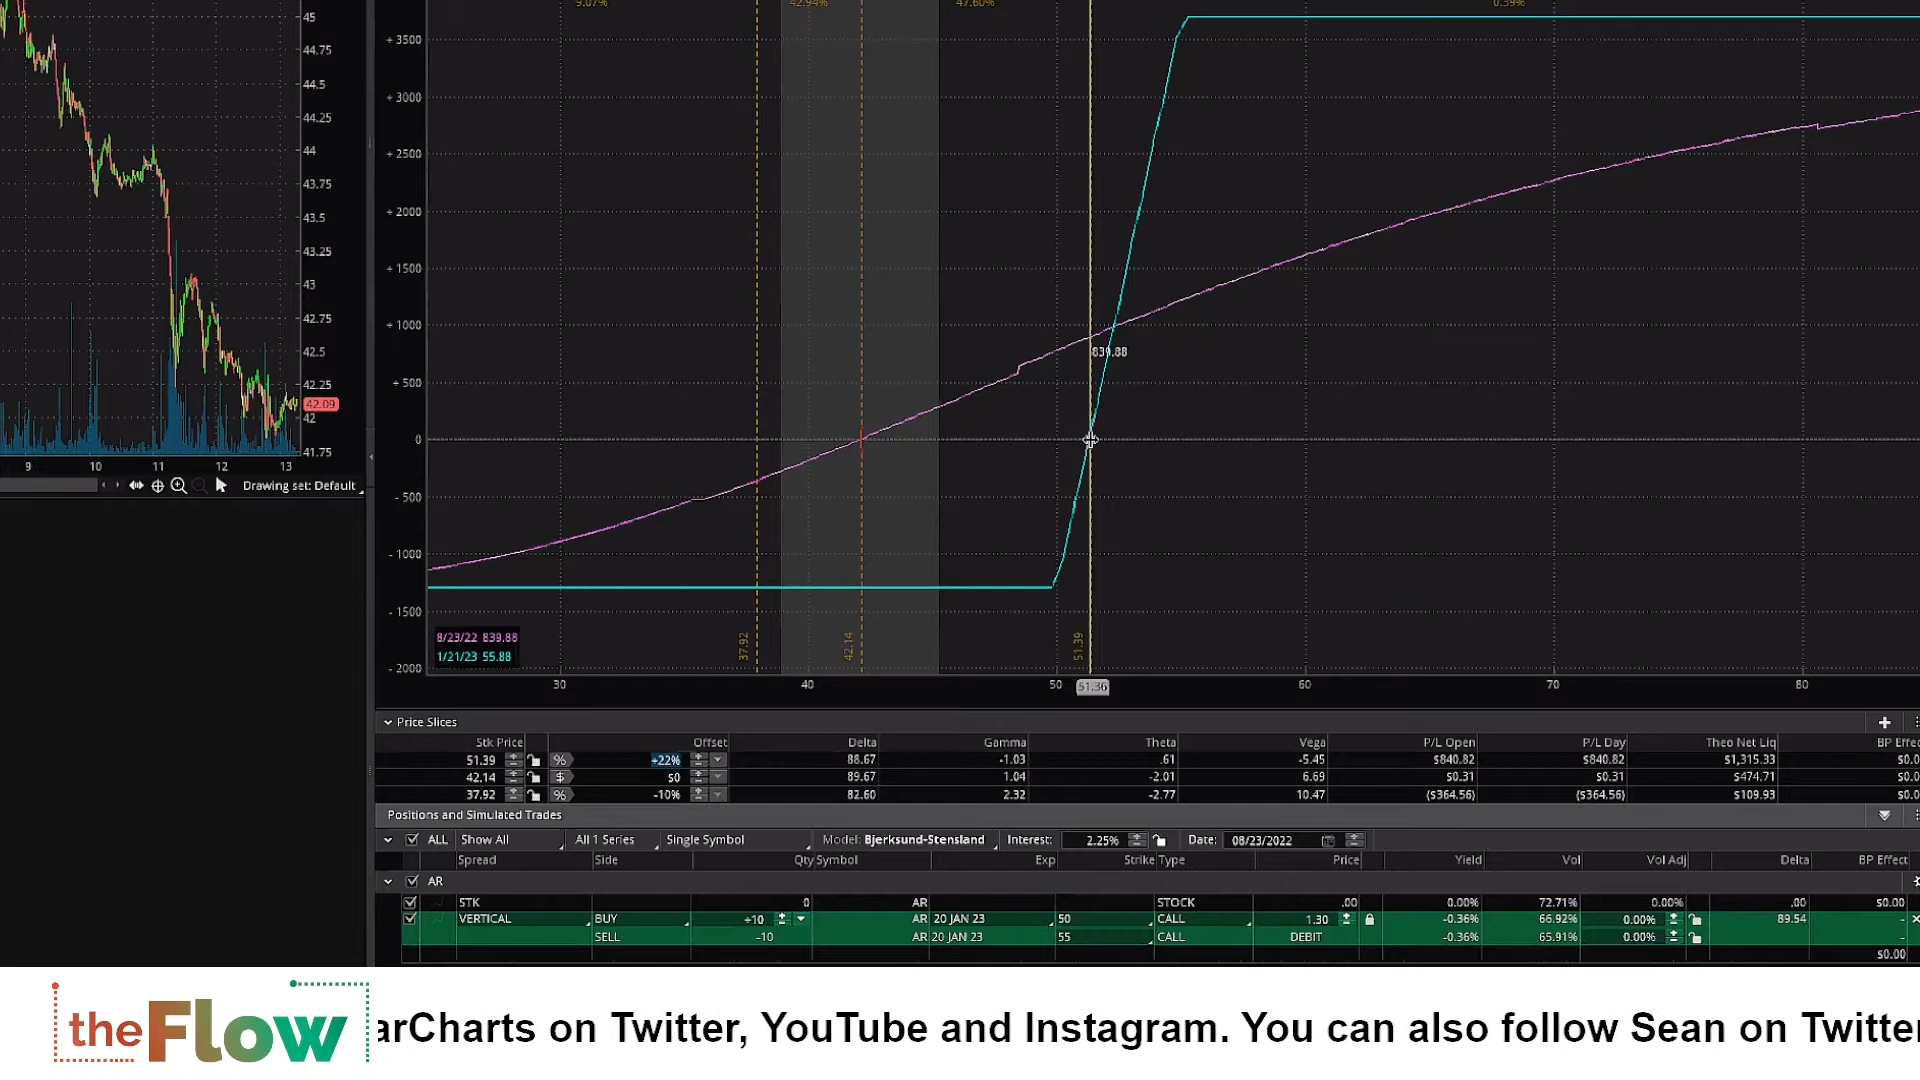 9.07%
42.94%
47.60%
0.39%
45
44.75
44.5
44.25
44
43.75
43.5
43.25
43
42.75
42.5
42.25
42.09
42
41.75
9 10 11 12 13
Drawing set: Default
+3500
+3000
+2500
+2000
+1500
+1000
+500
0
-500
-1000
-1500
-2000
839.88
37.92
42.14
51.39
8/23/22 839.88
1/21/23 55.88
30 40 50 51.36 60 70 80
Price Slices
Stk Price Offset Delta Gamma Theta Vega P/L Open P/L Day Theo Net Liq BP Effec
51.39 % +22% 88.67 -1.03 .61 -5.45 $840.82 $840.82 $1,315.33 $0.0
42.14 $ $0 89.67 1.04 -2.01 6.69 $0.31 $0.31 $474.71 $0.0
37.92 % -10% 82.60 2.32 -2.77 10.47 ($364.56) ($364.56) $109.93 $0.0
Positions and Simulated Trades
ALL Show All All 1 Series Single Symbol Model: Bjerksund-Stensland Interest: 2.25% Date: 08/23/2022
Spread Side Qty Symbol Exp Strike Type Price Yield Vol Vol Adj Delta BP Effect
AR
STK 0 AR STOCK .00 0.00% 72.71% 0.00% .00 $0.00
VERTICAL BUY +10 AR 20 JAN 23 50 CALL 1.30 -0.36% 66.92% 0.00% 89.54 -
SELL -10 AR 20 JAN 23 55 CALL DEBIT -0.36% 65.91% 0.00% -
$0.00
theFlow
arCharts on Twitter, YouTube and Instagram. You can also follow Sean on Twitter